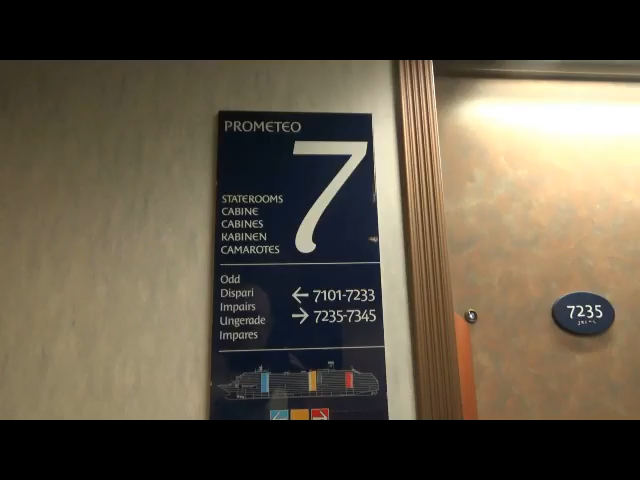 PROMETEO
7
STATEROOMS
CABINE
CABINES
KABINEN
CAMAROTES
Odd
Dispari
Impairs
Ungerade
Impares
← 7101-7233
→ 7235-7345
7235